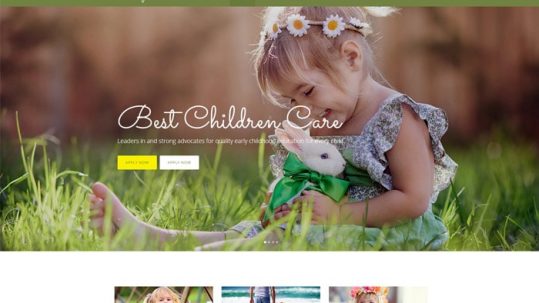 Best Children Care
Leaders in and strong advocates for quality early childhood education for every child.
APPLY NOW
APPLY NOW